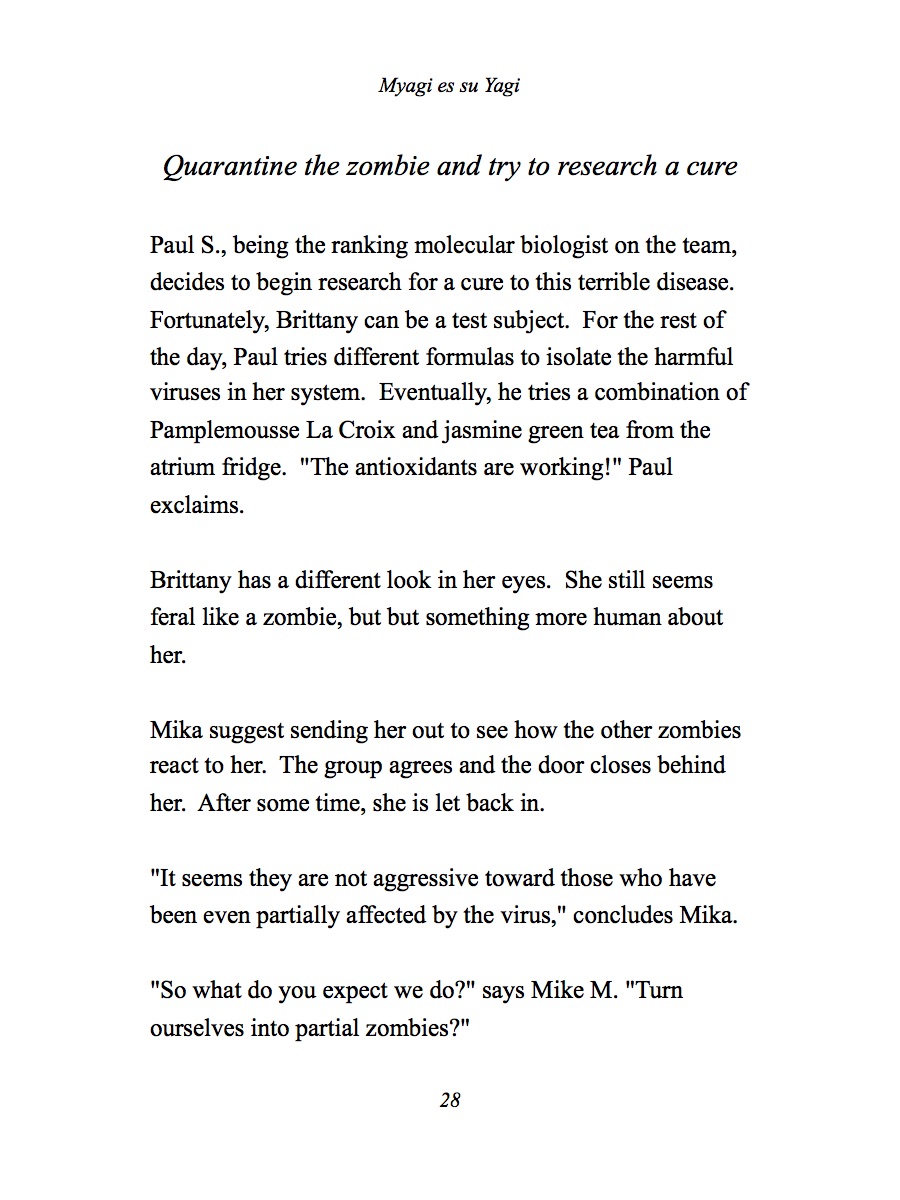 Myagi es su Yagi
Quarantine the zombie and try to research a cure
Paul S., being the ranking molecular biologist on the team,
decides to begin research for a cure to this terrible disease.
Fortunately, Brittany can be a test subject.  For the rest of
the day, Paul tries different formulas to isolate the harmful
viruses in her system.  Eventually, he tries a combination of
Pamplemousse La Croix and jasmine green tea from the
atrium fridge.  "The antioxidants are working!" Paul
exclaims.
Brittany has a different look in her eyes.  She still seems
feral like a zombie, but but something more human about
her.
Mika suggest sending her out to see how the other zombies
react to her.  The group agrees and the door closes behind
her.  After some time, she is let back in.
"It seems they are not aggressive toward those who have
been even partially affected by the virus," concludes Mika.
"So what do you expect we do?" says Mike M. "Turn
ourselves into partial zombies?"
28